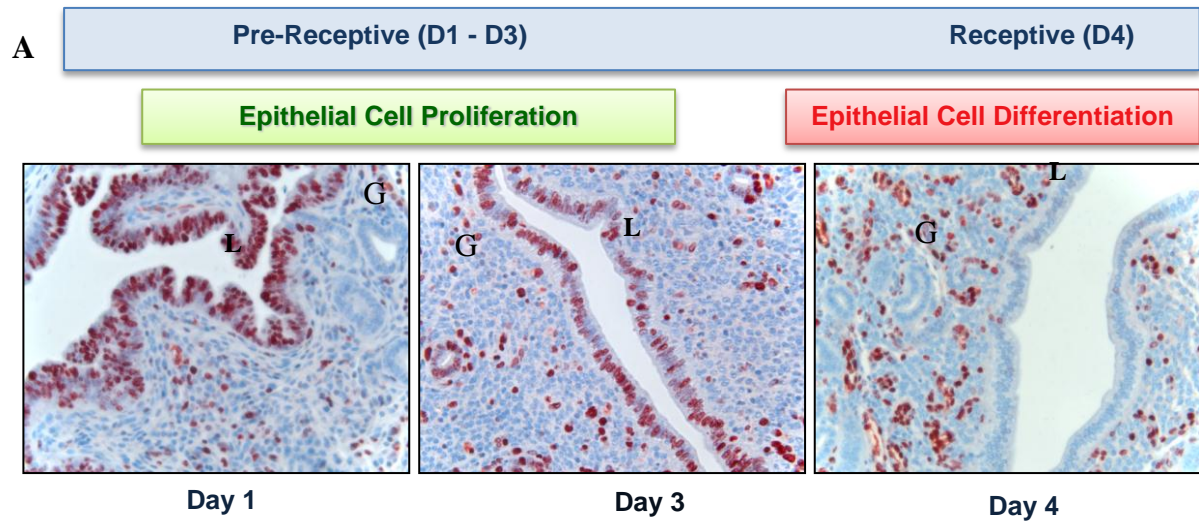 A
Pre-Receptive (D1 - D3) Receptive (D4)
Epithelial Cell Proliferation Epithelial Cell Differentiation
G
L
G
L
L
G
Day 1 Day 3 Day 4